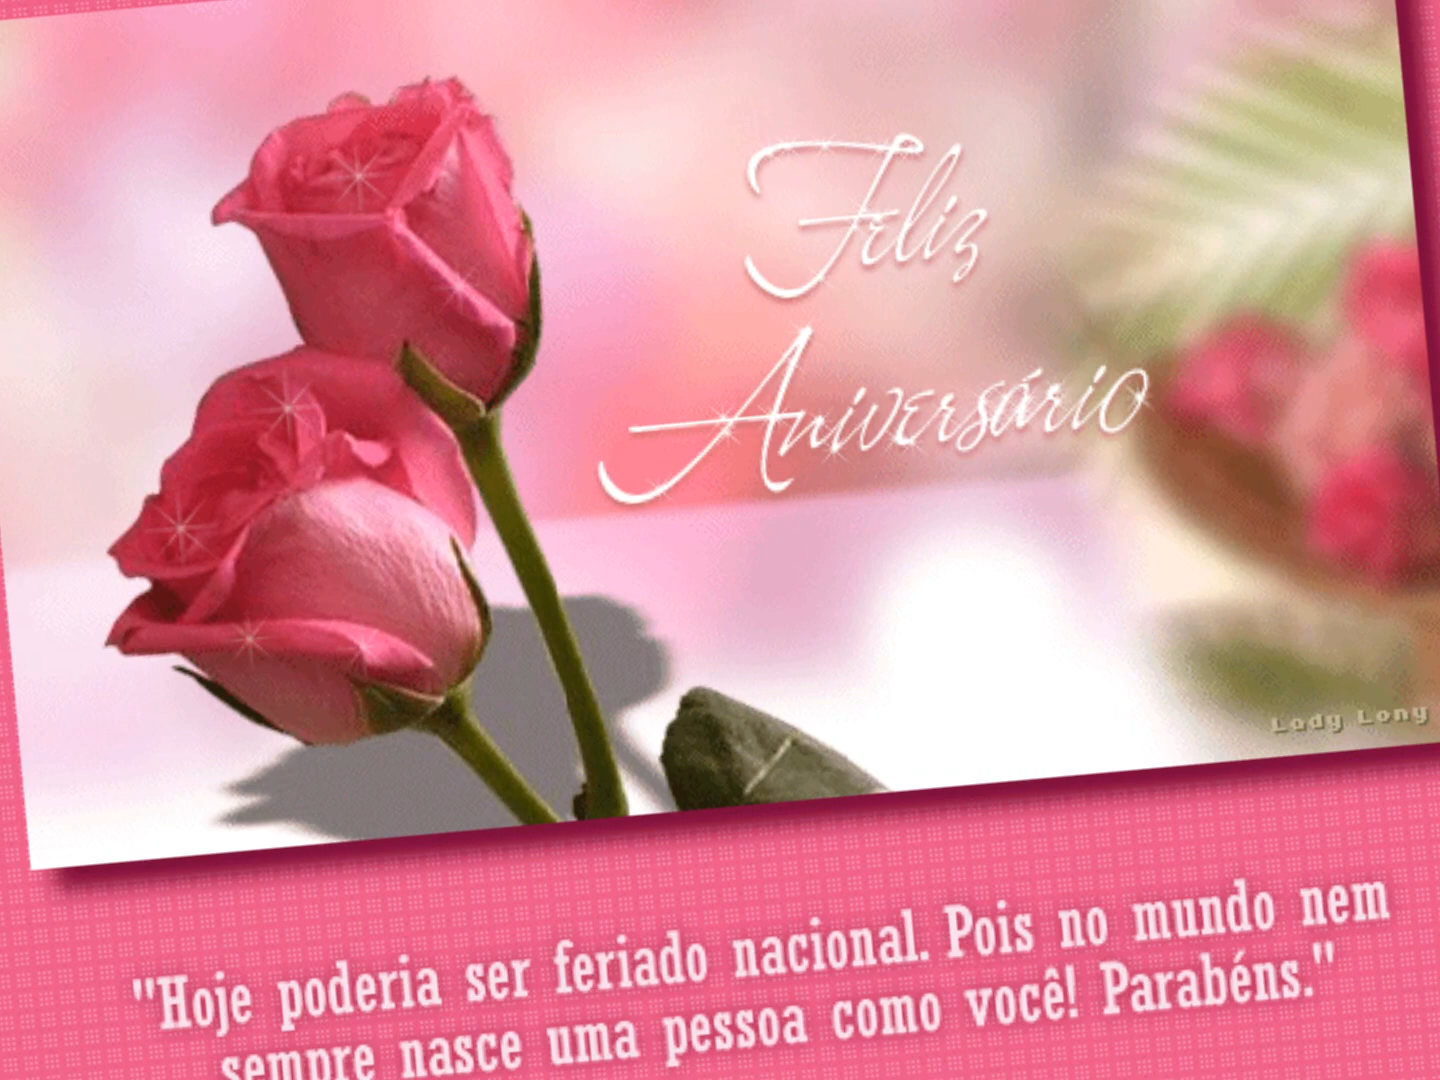 Feliz
Aniversário
Lady Lony
"Hoje poderia ser feriado nacional. Pois no mundo nem
sempre nasce uma pessoa como você! Parabéns."